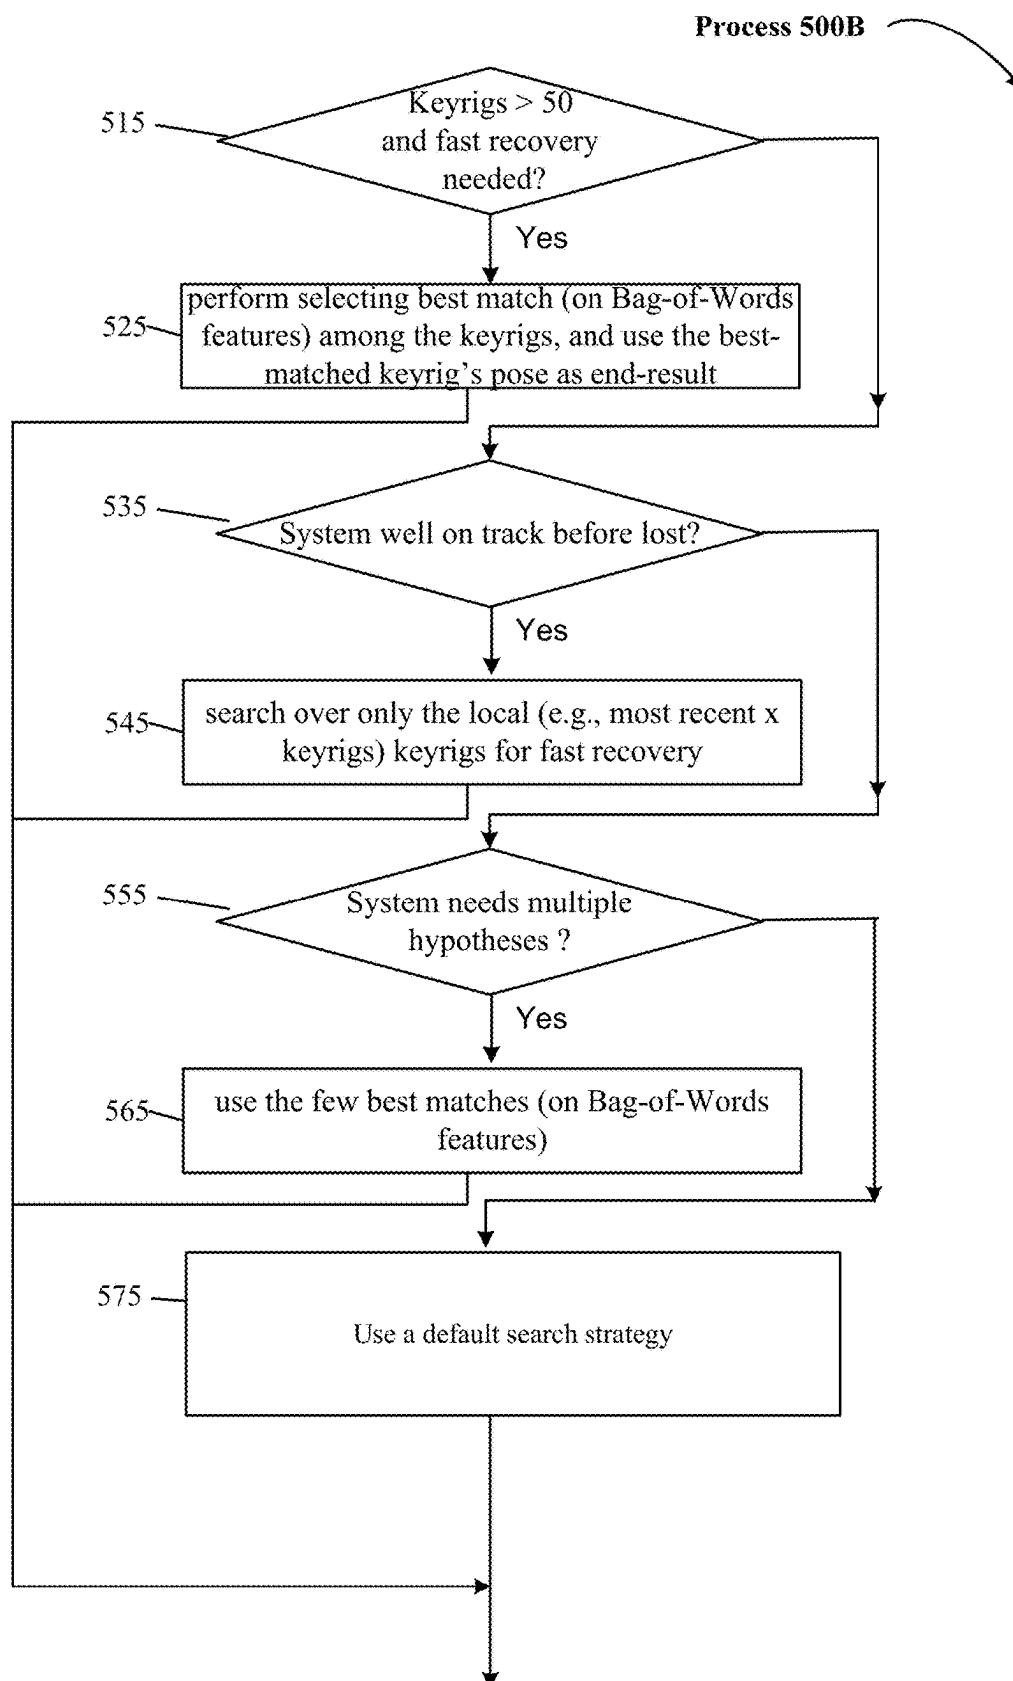 Process 500B
515
Keyrigs > 50
and fast recovery
needed?
Yes
525
perform selecting best match (on Bag-of-Words
features) among the keyrigs, and use the best-
matched keyrig's pose as end-result
535
System well on track before lost?
Yes
545
search over only the local (e.g., most recent x
keyrigs) keyrigs for fast recovery
555
System needs multiple
hypotheses ?
Yes
565
use the few best matches (on Bag-of-Words
features)
575
Use a default search strategy